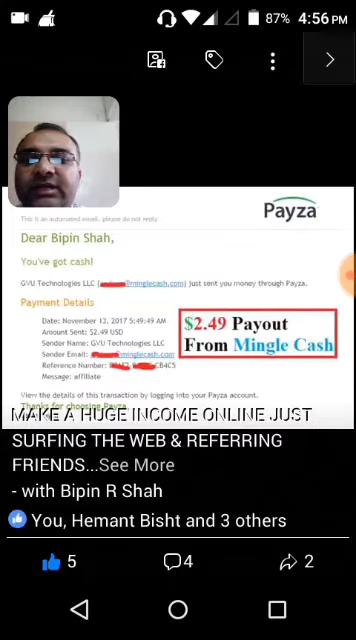 87% 4:56PM
Payza
This is an automated email, please do not reply
Dear Bipin Shah,
You've got cash!
GVU Technologies LLC (@minglecash.com) just sent you money through Payza.
Payment Details
Date: November 13, 2017 5:49:49 AM
Amount Sent: $2.49 USD
Sender Name: GVU Technologies LLC
Sender Email: @minglecash.com
Reference Number: CB4C5
Message: affiliate
$2.49 Payout
From Mingle Cash
View the details of this transaction by logging into your Payza account.
Thanks for choosing Payza
MAKE A HUGE INCOME ONLINE JUST
SURFING THE WEB & REFERRING
FRIENDS...See More
- with Bipin R Shah
You, Hemant Bisht and 3 others
5 4 2